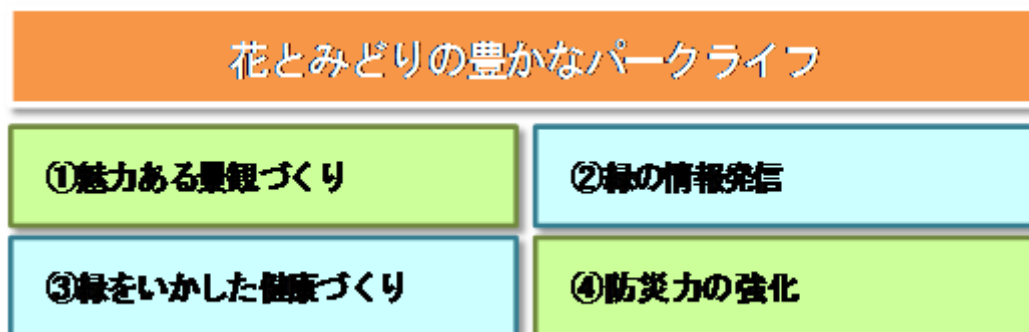 花とみどりの豊かなパークライフ
①魅力ある景観づくり
②緑の情報発信
③緑をいかした健康づくり
④防災力の強化